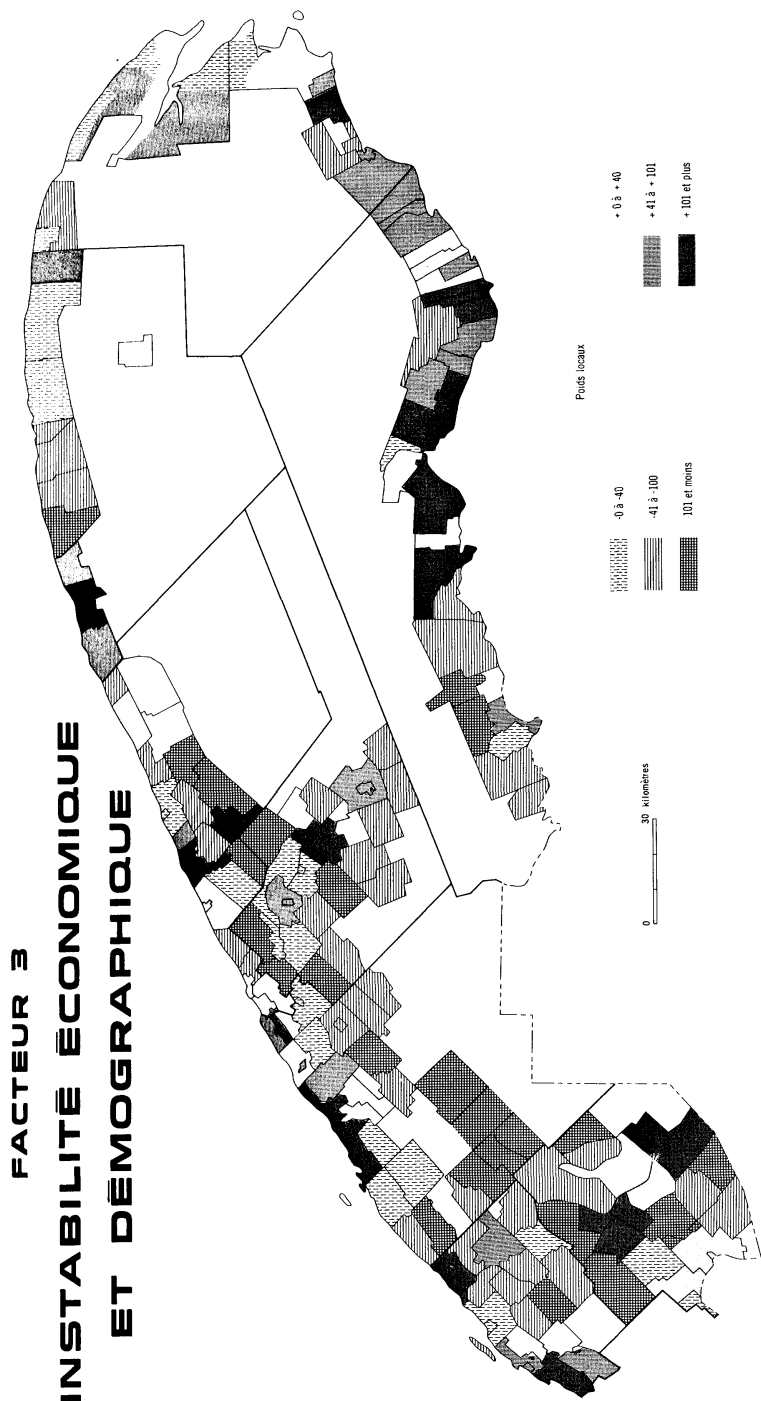 FACTEUR 3
INSTABILITÉ ÉCONOMIQUE
ET DÉMOGRAPHIQUE
Poids locaux
-0 à -40
-41 à -100
101 et moins
+ 0 à + 40
+ 41 à + 101
+ 101 et plus
0 30 kilomètres